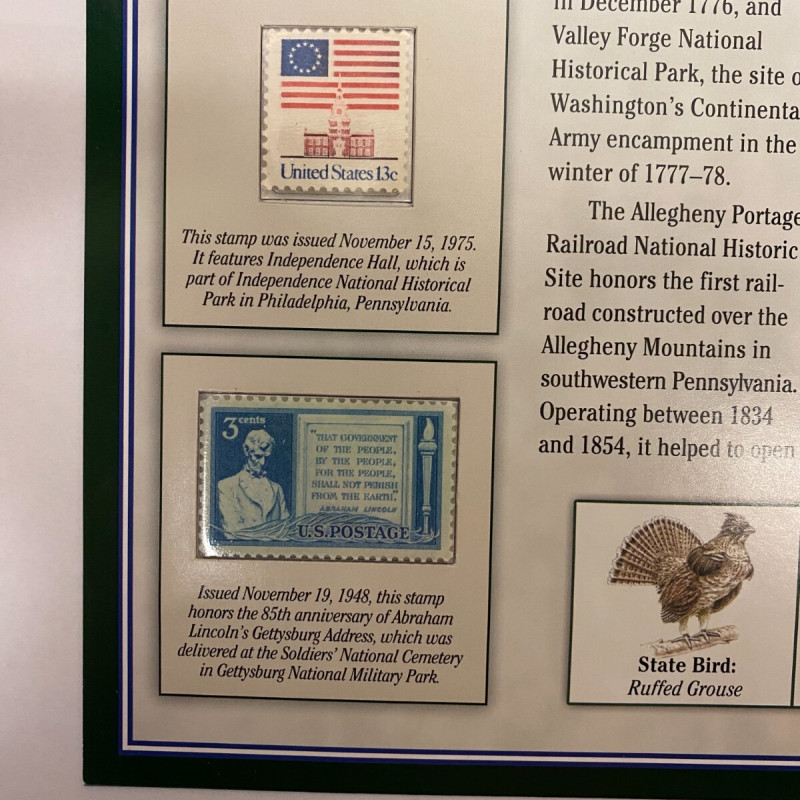 United States 13c
This stamp was issued November 15, 1975.
It features Independence Hall, which is
part of Independence National Historical
Park in Philadelphia, Pennsylvania.
3 cents
"THAT GOVERNMENT
OF THE PEOPLE,
BY THE PEOPLE,
FOR THE PEOPLE,
SHALL NOT PERISH
FROM THE EARTH."
ABRAHAM LINCOLN
U.S. POSTAGE
Issued November 19, 1948, this stamp
honors the 85th anniversary of Abraham
Lincoln's Gettysburg Address, which was
delivered at the Soldiers' National Cemetery
in Gettysburg National Military Park.
in December 1776, and
Valley Forge National
Historical Park, the site o
Washington's Continenta
Army encampment in the
winter of 1777–78.
The Allegheny Portage
Railroad National Historic
Site honors the first rail-
road constructed over the
Allegheny Mountains in
southwestern Pennsylvania.
Operating between 1834
and 1854, it helped to open
State Bird:
Ruffed Grouse